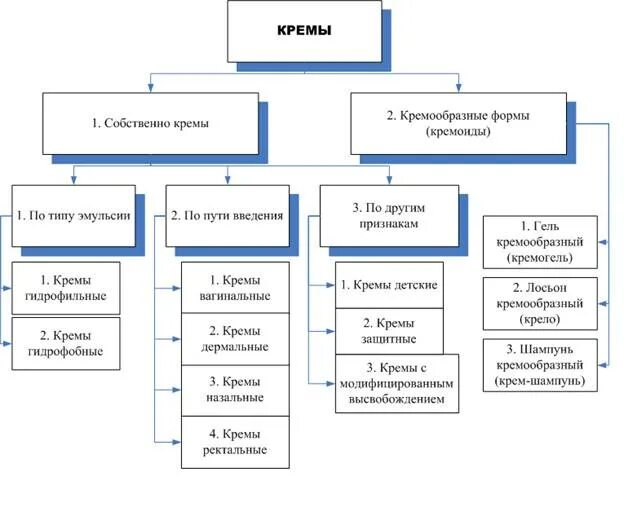 КРЕМЫ
1. Собственно кремы
2. Кремообразные формы
(кремоиды)
1. По типу эмульсии
1. Кремы
гидрофильные
2. Кремы
гидрофобные
2. По пути введения
1. Кремы
вагинальные
2. Кремы
дермальные
3. Кремы
назальные
4. Кремы
ректальные
3. По другим
признакам
1. Кремы детские
2. Кремы
защитные
3. Кремы с
модифицированным
высвобождением
1. Гель
кремообразный
(кремогель)
2. Лосьон
кремообразный
(крело)
3. Шампунь
кремообразный
(крем-шампунь)